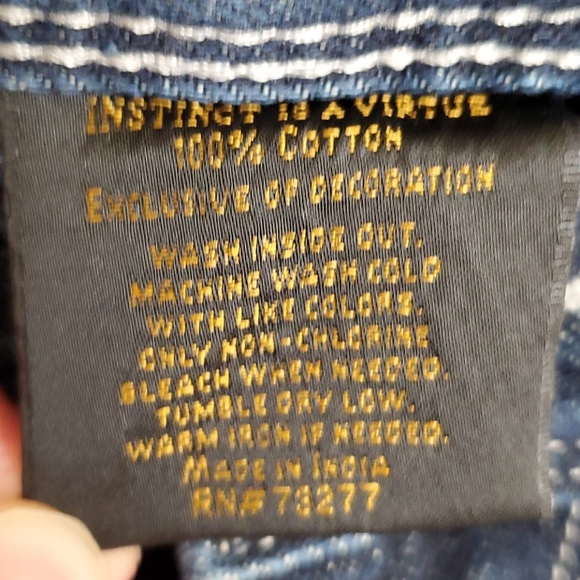 INSTINCT IS A VIRTUE
100% COTTON
EXCLUSIVE OF DECORATION
WASH INSIDE OUT.
MACHINE WASH COLD
WITH LIKE COLORS.
ONLY NON-CHLORINE
BLEACH WHEN NEEDED.
TUMBLE DRY LOW.
WARM IRON IF NEEDED.
MADE IN INDIA
RN# 73277